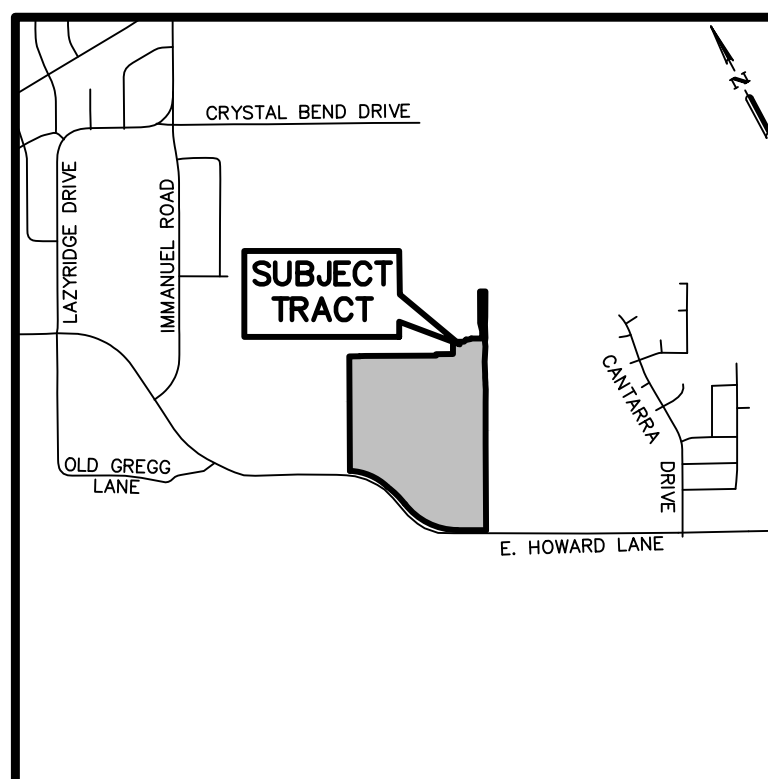 CRYSTAL BEND DRIVE
N
LAZYRIDGE DRIVE
IMMANUEL ROAD
SUBJECT
TRACT
CANTARRA
DRIVE
OLD GREGG
LANE
E. HOWARD LANE